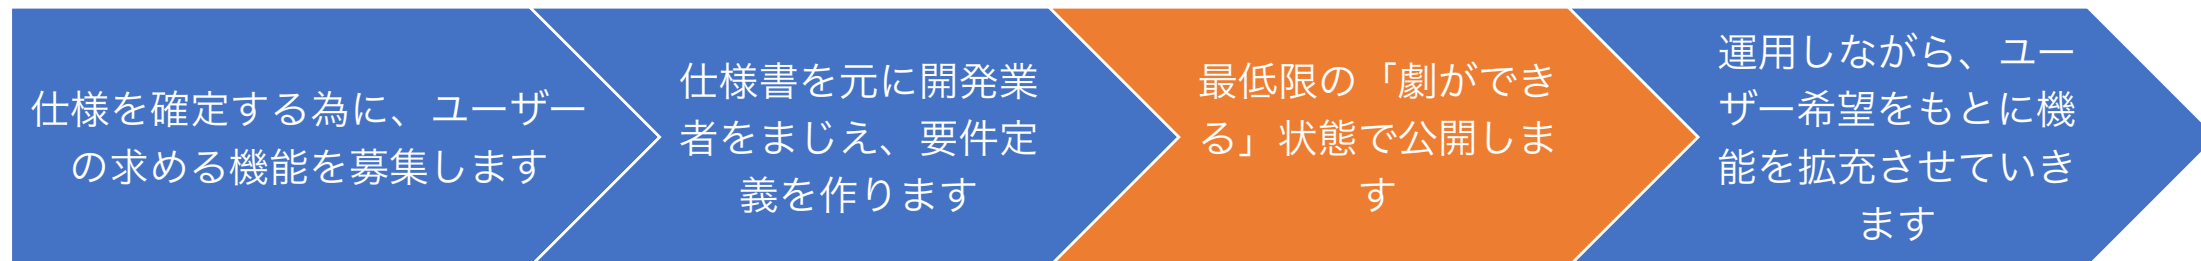 仕様を確定する為に、ユーザー
の求める機能を募集します
仕様書を元に開発業
者をまじえ、要件定
義を作ります
最低限の「劇ができ
る」状態で公開しま
す
運用しながら、ユー
ザー希望をもとに機
能を拡充させていき
ます